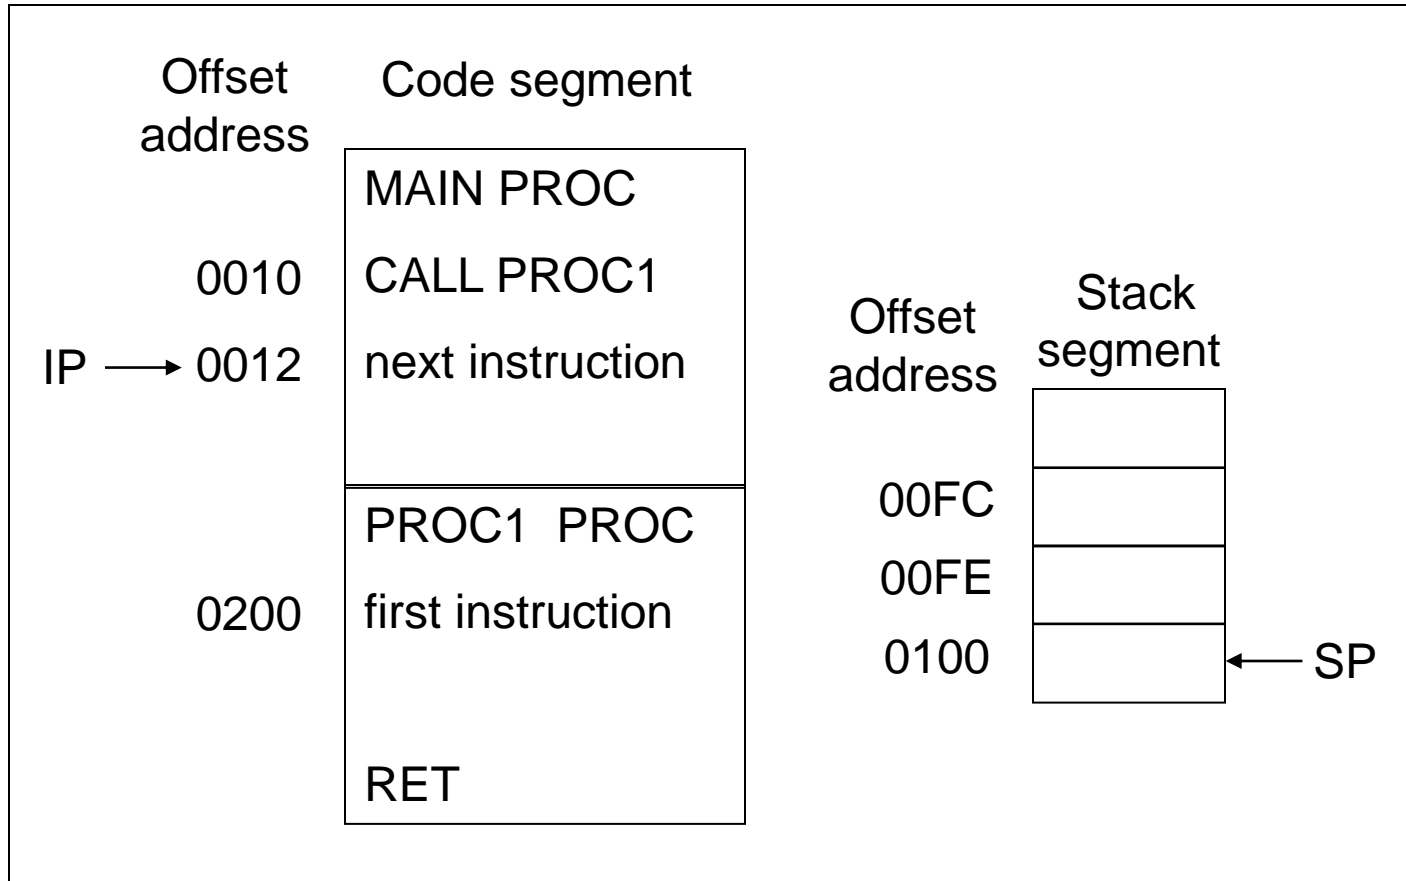 Offset
address
Code segment
MAIN PROC
0010
CALL PROC1
IP
0012
next instruction
PROC1 PROC
0200
first instruction
RET
Offset
address
Stack
segment
00FC
00FE
0100
SP